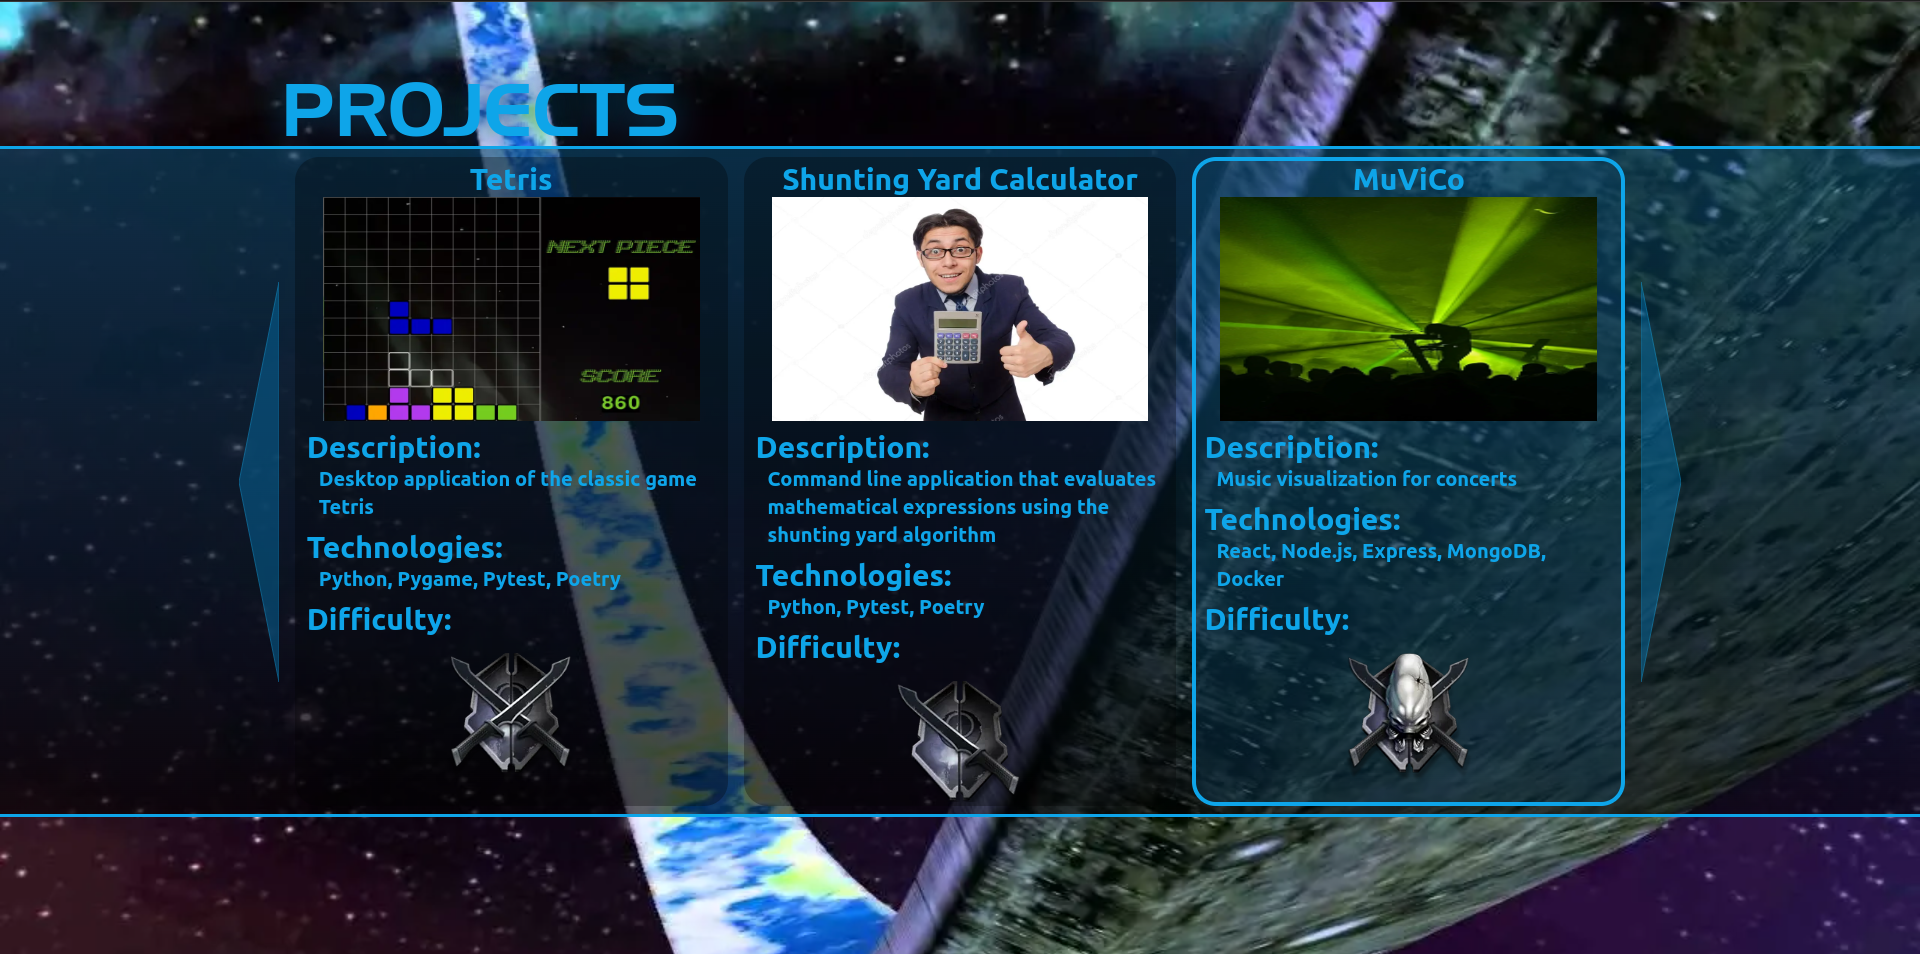 PROJECTS
Tetris
NEXT PIECE
SCORE
860
Description:
Desktop application of the classic game
Tetris
Technologies:
Python, Pygame, Pytest, Poetry
Difficulty:
Shunting Yard Calculator
Description:
Command line application that evaluates
mathematical expressions using the
shunting yard algorithm
Technologies:
Python, Pytest, Poetry
Difficulty:
MuViCo
Description:
Music visualization for concerts
Technologies:
React, Node.js, Express, MongoDB,
Docker
Difficulty: